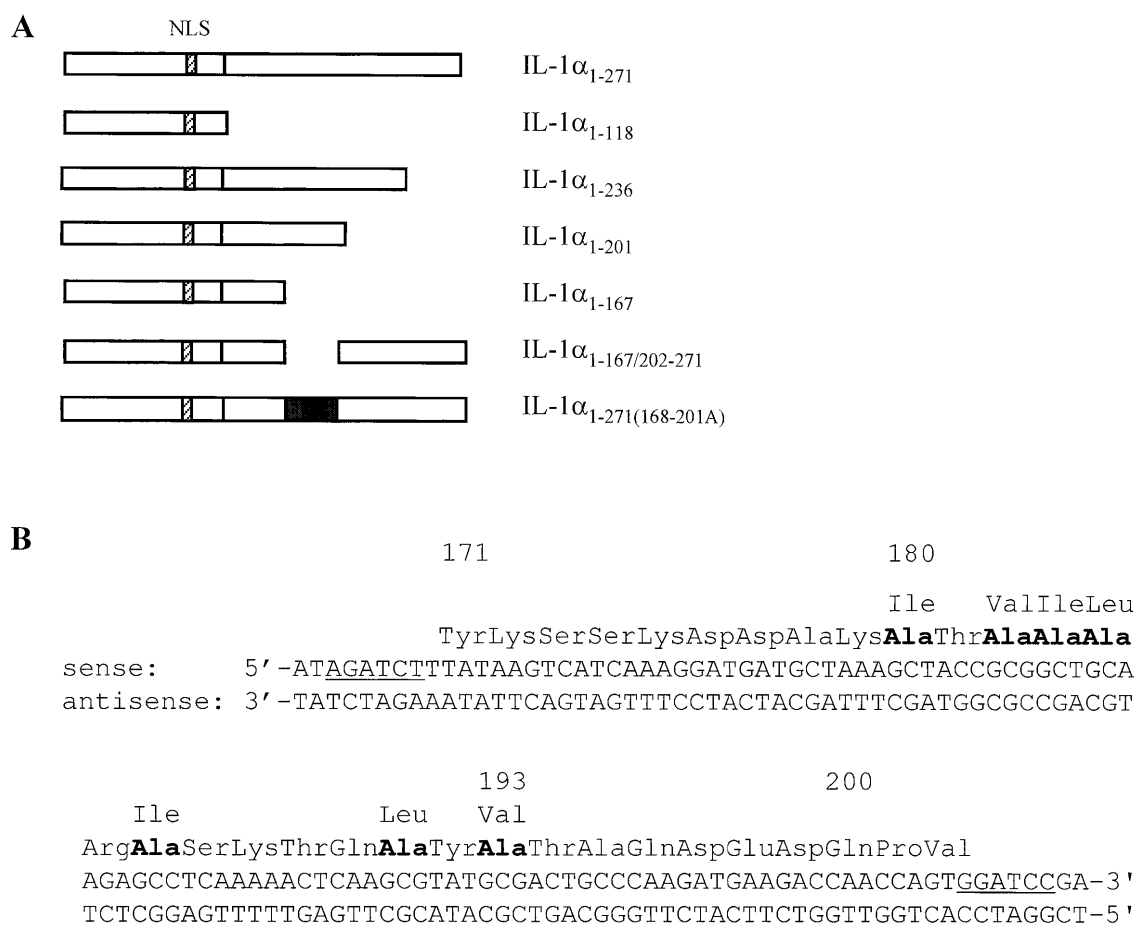 A
NLS
IL-1α1-271
IL-1α1-118
IL-1α1-236
IL-1α1-201
IL-1α1-167
IL-1α1-167/202-271
IL-1α1-271(168-201A)
B
171 180
Ile ValIleLeu
TyrLysSerSerLysAspAspAlaLysAlaThrAlaAlaAla
sense: 5'-ATAGATCTTTATAAGTCATCAAAGGATGATGCTAAAGCTACCGCGGCTGCA
antisense: 3'-TATCTAGAAATATTCAGTAGTTTCCTACTACGATTTCGATGGCGCCGACGT
193 200
Ile Leu Val
ArgAlaSerLysThrGlnAlaTyrAlaThrAlaGlnAspGluAspGlnProVal
AGAGCCTCAAAAACTCAAGCGTATGCGACTGCCCAAGATGAAGACCAACCAGTGGATCCGA-3'
TCTCGGAGTTTTTGAGTTCGCATACGCTGACGGGTTCTACTTCTGGTTGGTCACCTAGGCT-5'